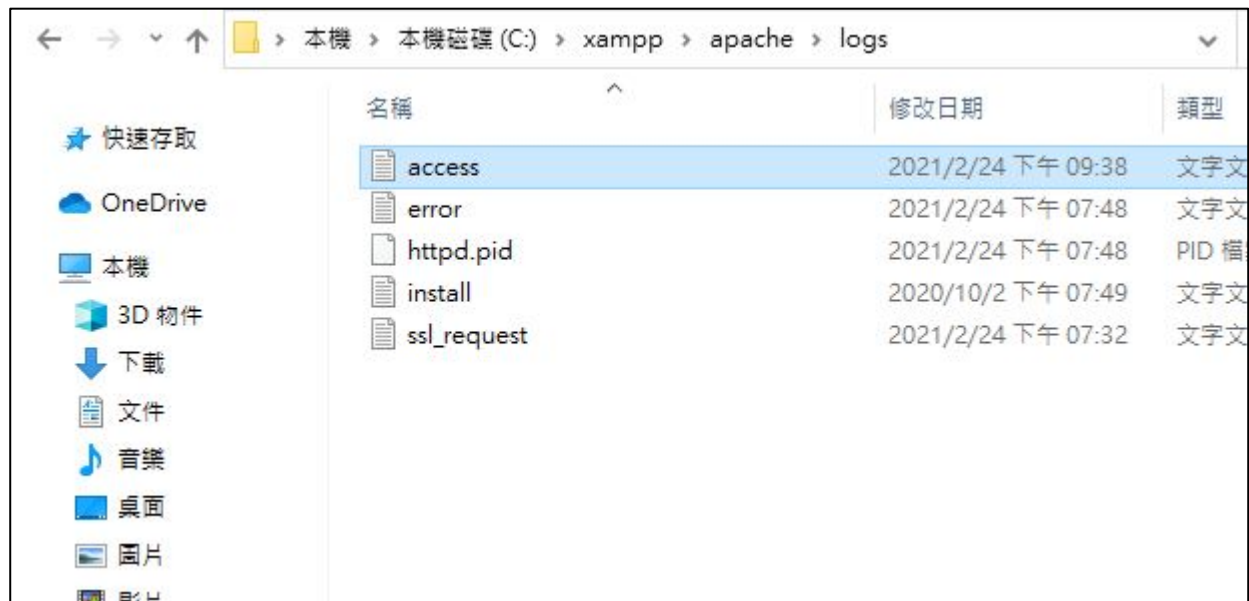 本機 本機磁碟 (C:) xampp apache logs
名稱 修改日期 類型
快速存取
OneDrive
本機
3D 物件
下載
文件
音樂
桌面
圖片
access 2021/2/24 下午 09:38 文字文
error 2021/2/24 下午 07:48 文字文
httpd.pid 2021/2/24 下午 07:48 PID 檔
install 2020/10/2 下午 07:49 文字文
ssl_request 2021/2/24 下午 07:32 文字文